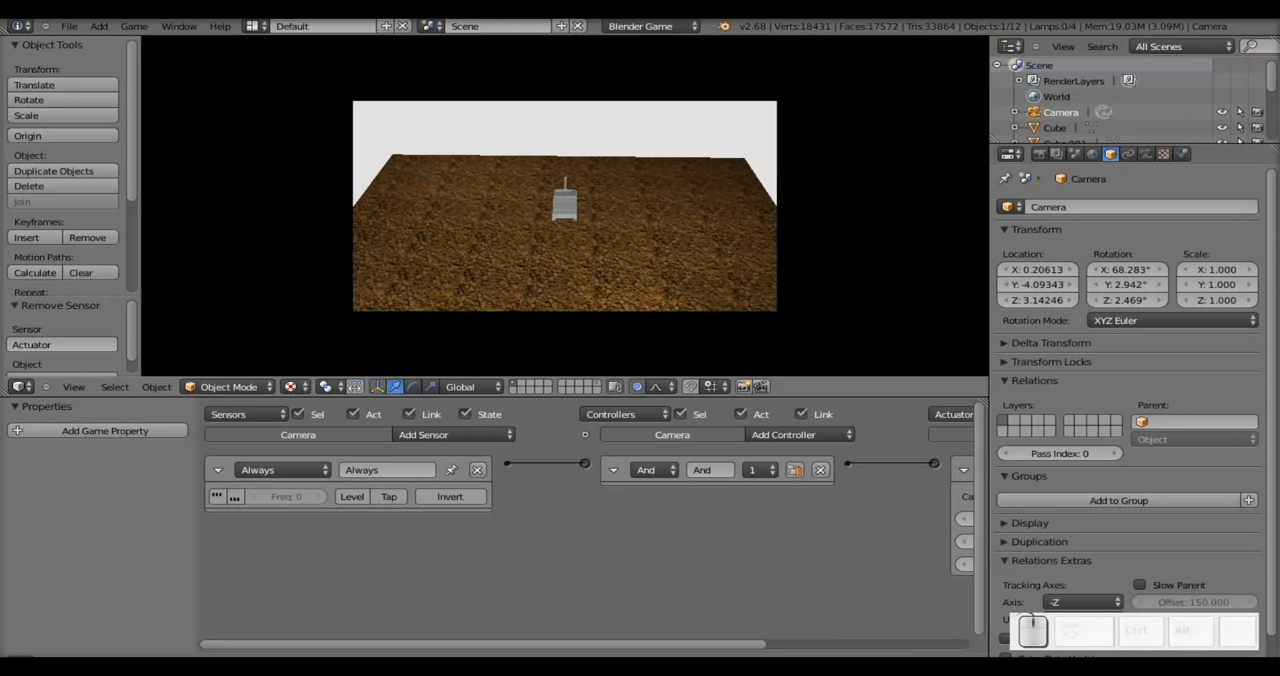 File Add Game Window Help Default Scene Blender Game v2.68 | Verts:18431 | Faces:17572 | Tris:33864 | Objects:1/12 | Lamps:0/4 | Mem:19.03M (3.09M) | Camera
Object Tools
Transform:
Translate
Rotate
Scale
Origin
Object:
Duplicate Objects
Delete
Join
Keyframes:
Insert Remove
Motion Paths:
Calculate Clear
Repeat:
Remove Sensor
Sensor
Actuator
Object
View Search All Scenes
Scene
RenderLayers
World
Camera
Cube
Camera
Camera
Transform
Location: Rotation: Scale:
X: 0.20613 X: 68.283° X: 1.000
Y: -4.09343 Y: 2.942° Y: 1.000
Z: 3.14246 Z: 2.469° Z: 1.000
Rotation Mode: XYZ Euler
Delta Transform
Transform Locks
Relations
Layers: Parent:
Object
Pass Index: 0
Groups
Add to Group
Display
Duplication
Relations Extras
Tracking Axes: Slow Parent
Axis: -Z Offset: 150.000
Ctrl Alt
View Select Object Object Mode Global
Properties
Add Game Property
Sensors Sel Act Link State Controllers Sel Act Link Actuator
Camera Add Sensor Camera Add Controller
Always Always And And 1
Freq: 0 Level Tap Invert Ca